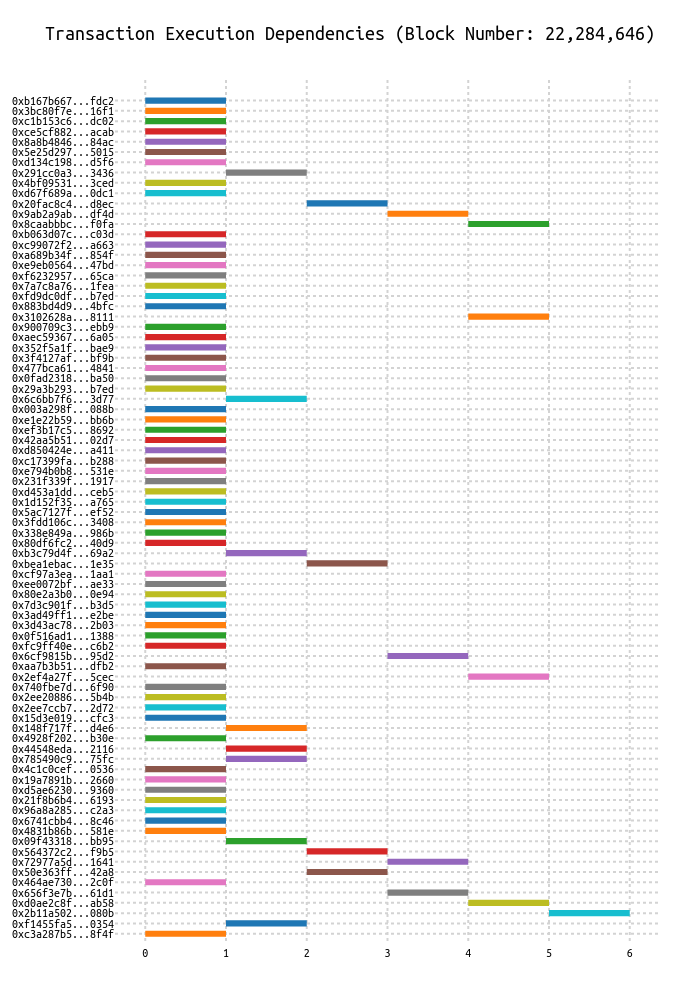 Transaction Execution Dependencies (Block Number: 22,284,646)
0xb167b667...fdc2
0x3bc80f7e...16f1
0xc1b153c6...dc02
0xce5cf882...acab
0x8a8b4846...84ac
0x5e25d297...5015
0xd134c198...d5f6
0x291cc0a3...3436
0x4bf09531...3ced
0xd67f689a...0dc1
0x20fac8c4...d8ec
0x9ab2a9ab...df4d
0x8caabbbc...f0fa
0xb063d07c...c03d
0xc99072f2...a663
0xa689b34f...854f
0xe9eb0564...47bd
0xf6232957...65ca
0x7a7c8a76...1fea
0xfd9dc0df...b7ed
0x883bd4d9...4bfc
0x3102628a...8111
0x900709c3...ebb9
0xaec59367...6a05
0x352f5a1f...bae9
0x3f4127af...bf9b
0x477bca61...4841
0x0fad2318...ba50
0x29a3b293...b7ed
0x6c6bb7f6...3d77
0x003a298f...088b
0xe1e22b59...bb6b
0xef3b17c5...8692
0x42aa5b51...02d7
0xd850424e...a411
0xc17399fa...b288
0xe794b0b8...531e
0x231f339f...1917
0xd453a1dd...ceb5
0x1d152f35...a765
0x5ac7127f...ef52
0x3fdd106c...3408
0x338e849a...986b
0x80df6fc2...40d9
0xb3c79d4f...69a2
0xbea1ebac...1e35
0xcf97a3ea...1aa1
0xee0072bf...ae33
0x80e2a3b0...0e94
0x7d3c901f...b3d5
0x3ad49ff1...e2be
0x3d43ac78...2b03
0x0f516ad1...1388
0xfc9ff40e...c6b2
0x6cf9815b...95d2
0xaa7b3b51...dfb2
0x2ef4a27f...5cec
0x740fbe7d...6f90
0x2ee20886...5b4b
0x2ee7ccb7...2d72
0x15d3e019...cfc3
0x148f717f...d4e6
0x4928f202...b30e
0x44548eda...2116
0x785490c9...75fc
0x4c1c0cef...0536
0x19a7891b...2660
0xd5ae6230...9360
0x21f8b6b4...6193
0x96a8a285...c2a3
0x6741cbb4...8c46
0x4831b86b...581e
0x09f43318...bb95
0x564372c2...f9b5
0x72977a5d...1641
0x50e363ff...42a8
0x464ae730...2c0f
0x656f3e7b...61d1
0xd0ae2c8f...ab58
0x2b11a502...080b
0xf1455fa5...0354
0xc3a287b5...8f4f
0 1 2 3 4 5 6